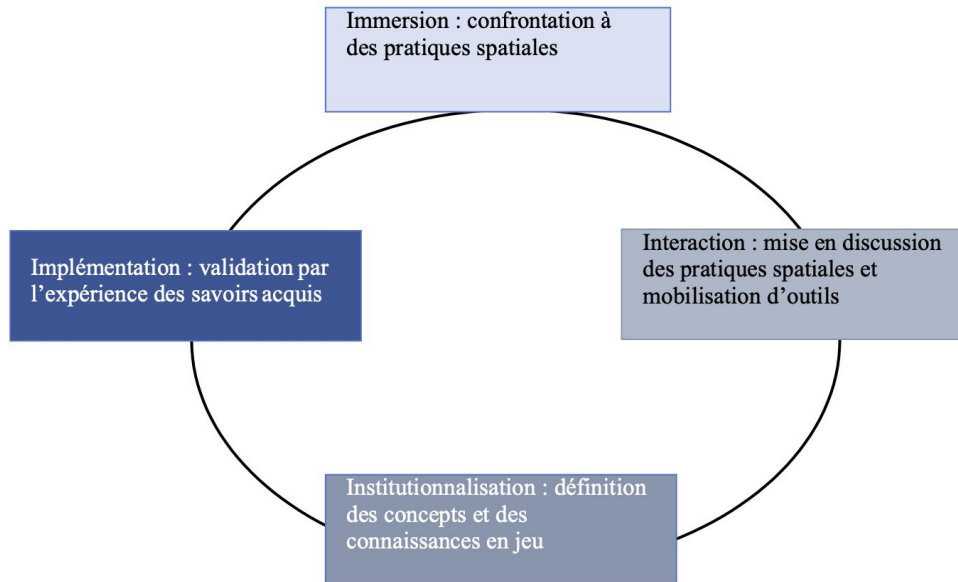 Immersion : confrontation à
des pratiques spatiales
Interaction : mise en discussion
des pratiques spatiales et
mobilisation d’outils
Institutionnalisation : définition
des concepts et des
connaissances en jeu
Implémentation : validation par
l’expérience des savoirs acquis